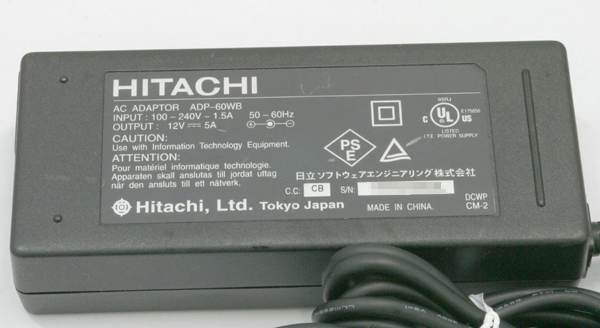 HITACHI
AC ADAPTOR ADP-60WB
INPUT : 100-240V~1.5A 50-60Hz
OUTPUT : 12V⎓5A
CAUTION:
Use with Information Technology Equipment.
ATTENTION:
Pour matériel informatique technologie.
Apparaten skall anslutas till jordat uttag
när den ansluts till ett nätverk.
Hitachi, Ltd. Tokyo Japan
PS
E
C UL US
LISTED
I.T.E. POWER SUPPLY
日立ソフトウェアエンジニアリング株式会社
C.C: CB S/N:
MADE IN CHINA.
DCWP
CM-2